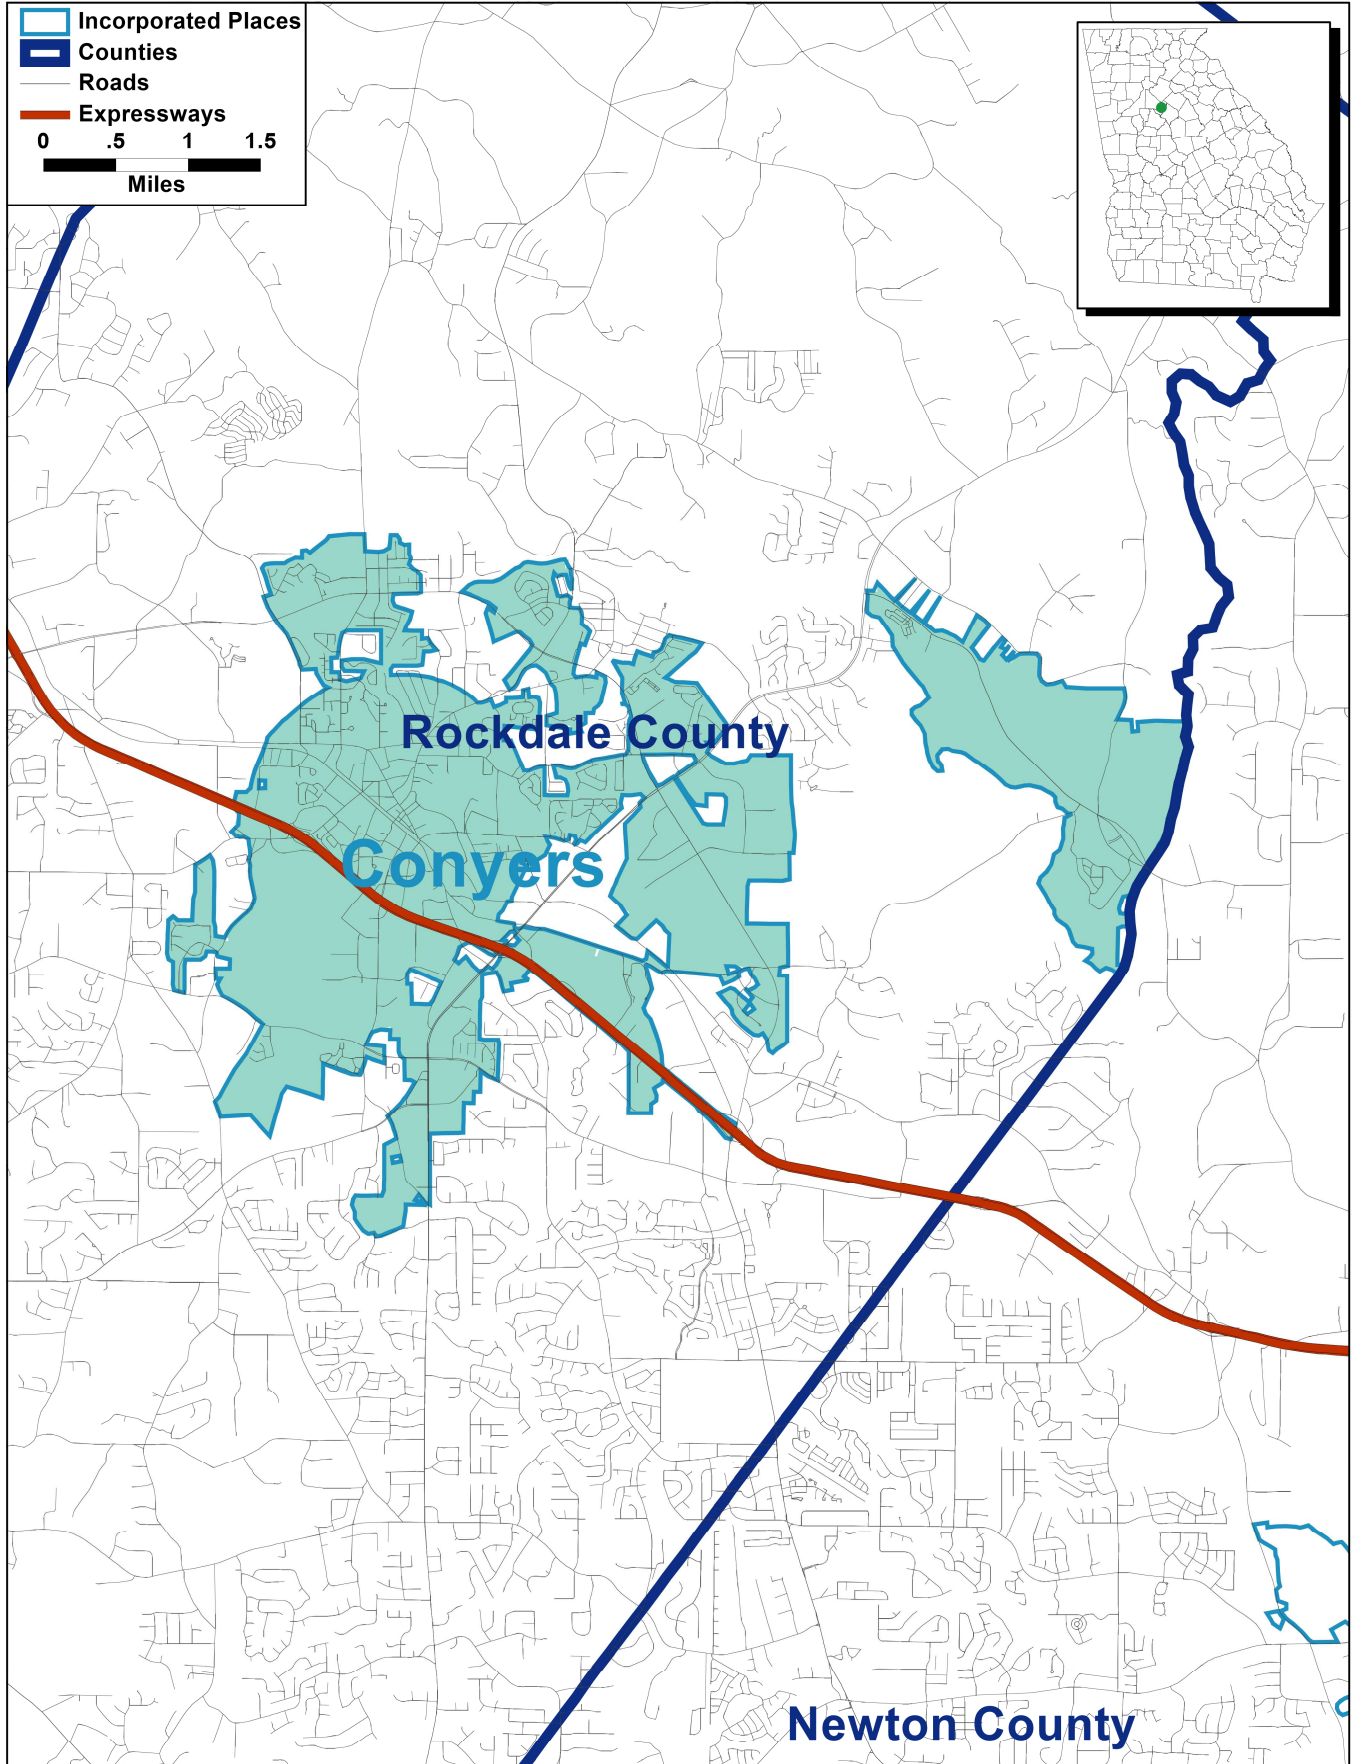 Incorporated Places
Counties
Roads
Expressways
0 .5 1 1.5
Miles
Rockdale County
Conyers
Newton County